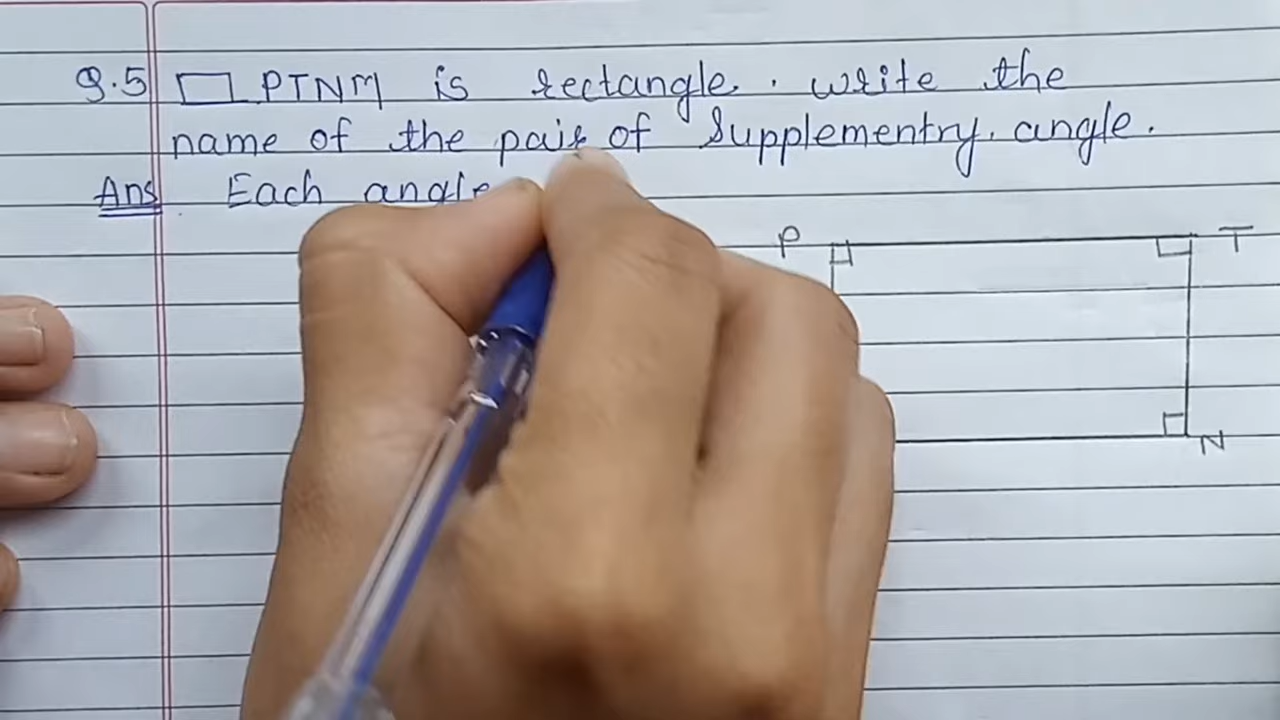 Q.5 □ PTNM is rectangle. write the
name of the pair of Supplementry. angle.
Ans Each angle
P T
N